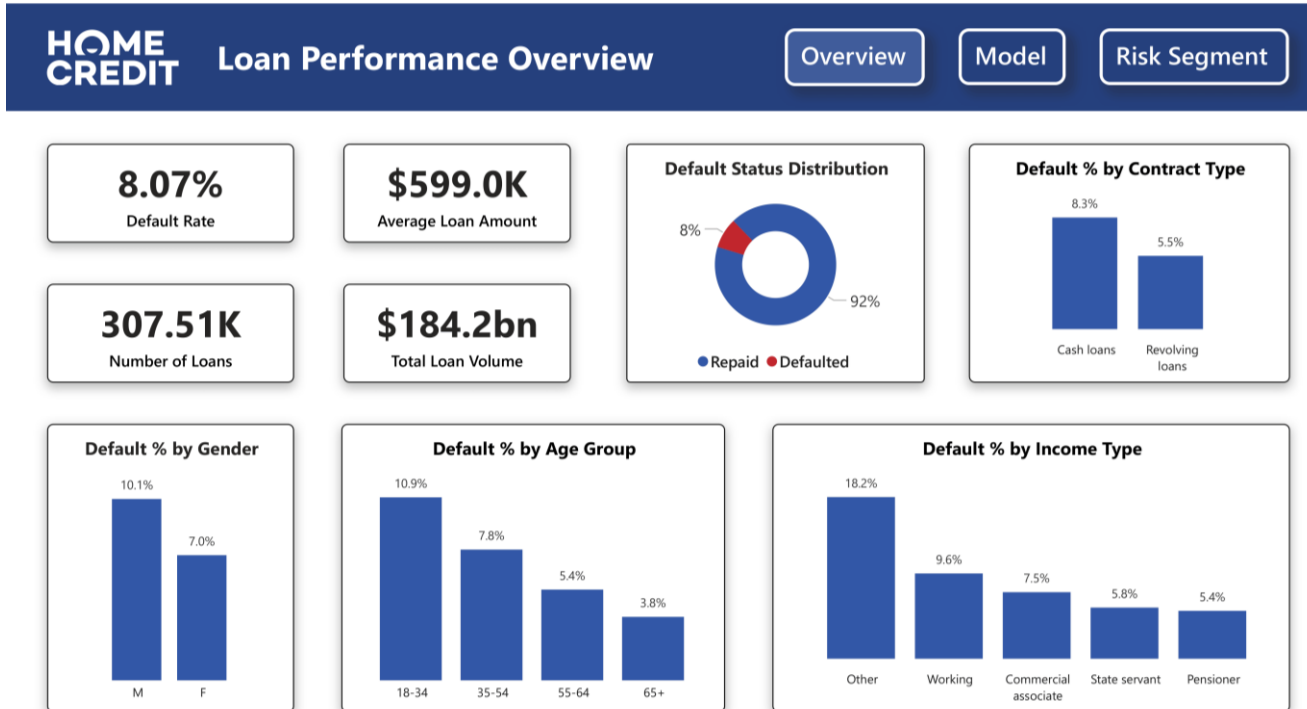 HOME
CREDIT
Loan Performance Overview
Overview
Model
Risk Segment
8.07%
Default Rate
$599.0K
Average Loan Amount
307.51K
Number of Loans
$184.2bn
Total Loan Volume
Default Status Distribution
8%
92%
Repaid
Defaulted
Default % by Contract Type
8.3%
5.5%
Cash loans
Revolving
loans
Default % by Gender
10.1%
7.0%
M
F
Default % by Age Group
10.9%
7.8%
5.4%
3.8%
18-34
35-54
55-64
65+
Default % by Income Type
18.2%
9.6%
7.5%
5.8%
5.4%
Other
Working
Commercial
associate
State servant
Pensioner